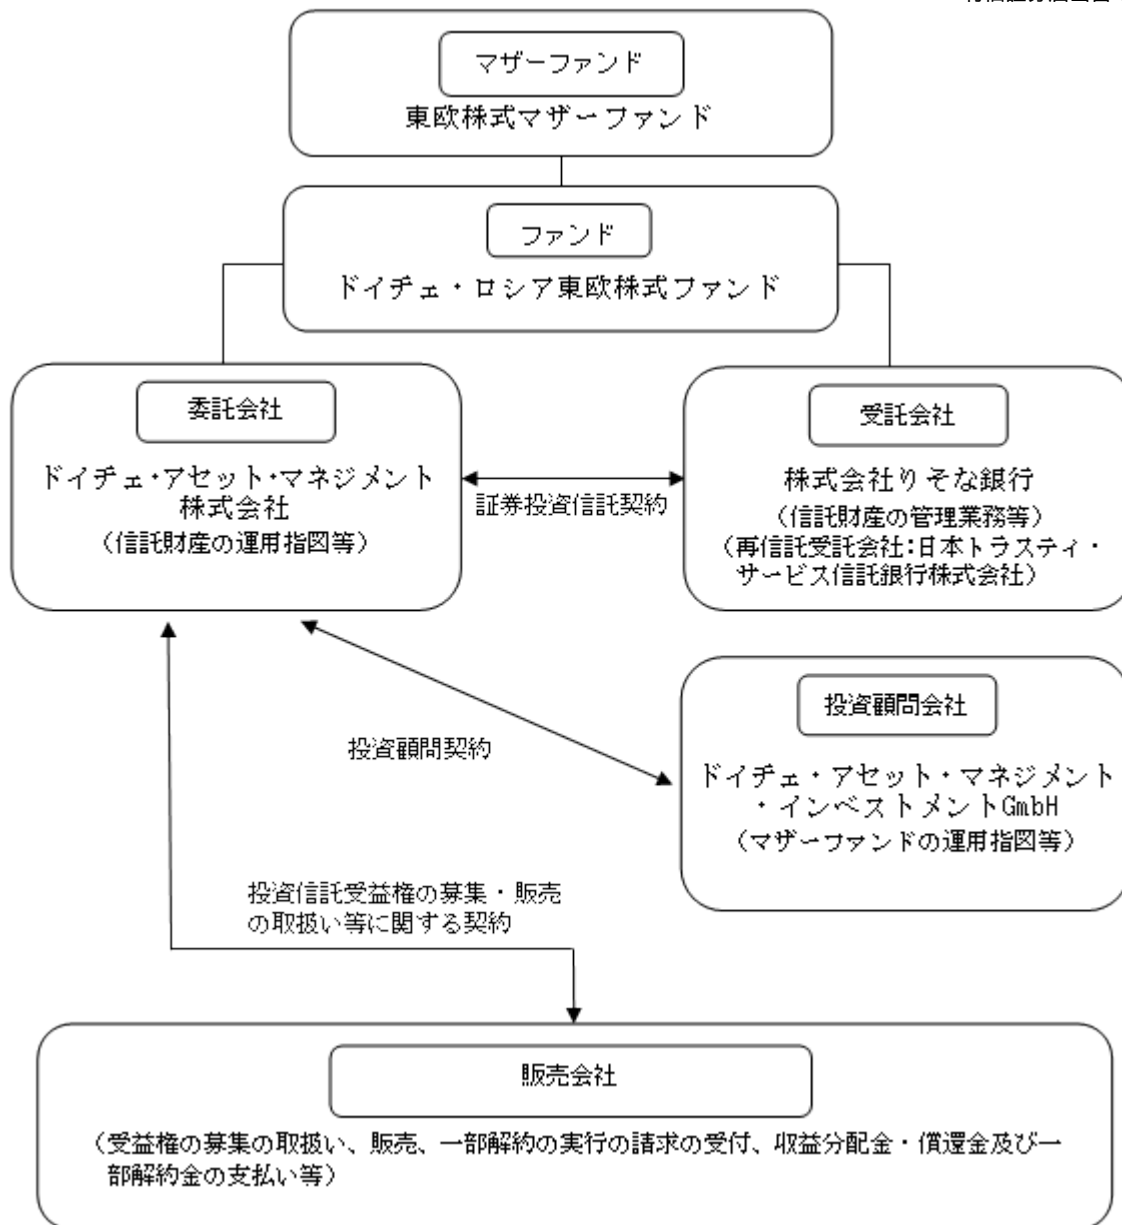 マザーファンド
東欧株式マザーファンド
ファンド
ドイチェ・ロシア東欧株式ファンド
委託会社
ドイチェ・アセット・マネジメント
株式会社
（信託財産の運用指図等）
証券投資信託契約
受託会社
株式会社りそな銀行
（信託財産の管理業務等）
（再信託受託会社：日本トラスティ・
サービス信託銀行株式会社）
投資顧問契約
投資顧問会社
ドイチェ・アセット・マネジメント
・インベストメントGmbH
（マザーファンドの運用指図等）
投資信託受益権の募集・販売
の取扱い等に関する契約
販売会社
（受益権の募集の取扱い、販売、一部解約の実行の請求の受付、収益分配金・償還金及び一
部解約金の支払い等）